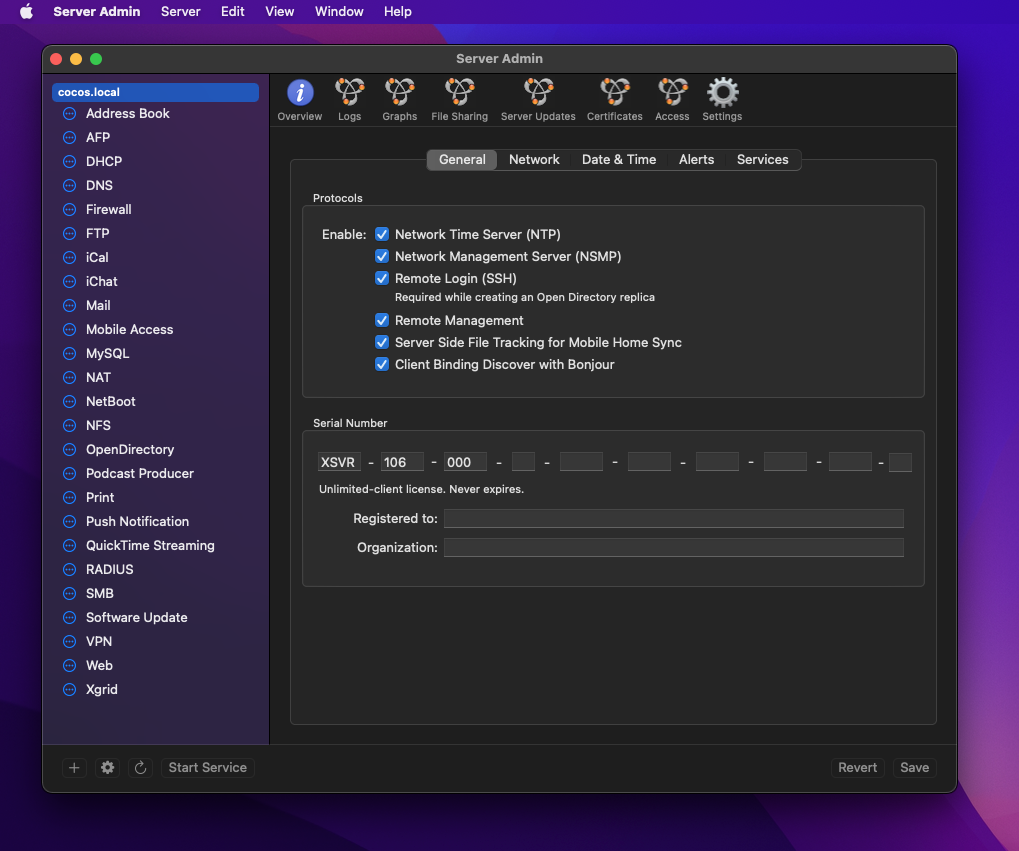 Server Admin Server Edit View Window Help
Server Admin
cocos.local
Address Book
AFP
DHCP
DNS
Firewall
FTP
iCal
iChat
Mail
Mobile Access
MySQL
NAT
NetBoot
NFS
OpenDirectory
Podcast Producer
Print
Push Notification
QuickTime Streaming
RADIUS
SMB
Software Update
VPN
Web
Xgrid
Overview Logs Graphs File Sharing Server Updates Certificates Access Settings
General Network Date & Time Alerts Services
Protocols
Enable: Network Time Server (NTP)
Network Management Server (NSMP)
Remote Login (SSH)
Required while creating an Open Directory replica
Remote Management
Server Side File Tracking for Mobile Home Sync
Client Binding Discover with Bonjour
Serial Number
XSVR - 106 - 000 - - - - - - -
Unlimited-client license. Never expires.
Registered to:
Organization:
Start Service Revert Save